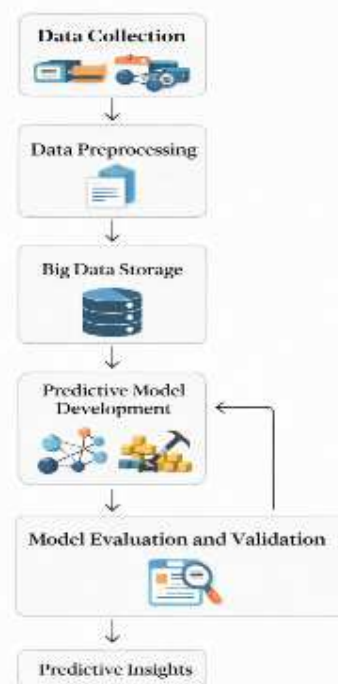 Data Collection
Data Preprocessing
Big Data Storage
Predictive Model
Development
Model Evaluation and Validation
Predictive Insights